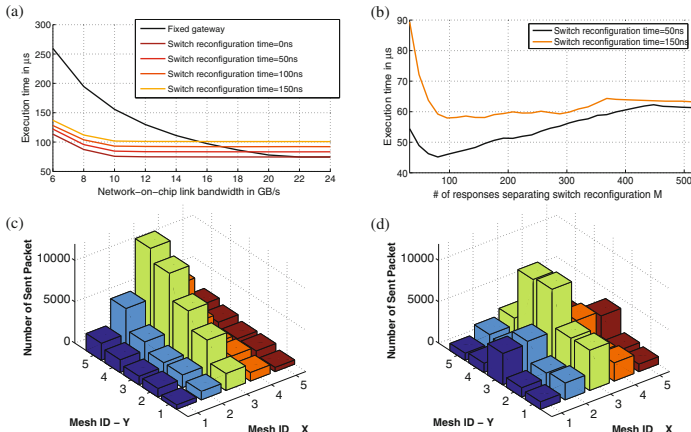 (a)
300
250
200
150
100
50
Execution time in μs
Fixed gateway
Switch reconfiguration time=0ns
Switch reconfiguration time=50ns
Switch reconfiguration time=100ns
Switch reconfiguration time=150ns
6 8 10 12 14 16 18 20 22 24
Network−on−chip link bandwidth in GB/s
(b)
90
80
70
60
50
40
Execution time in μs
Switch reconfiguration time=50ns
Switch reconfiguration time=150ns
100 200 300 400 500
# of responses separating switch reconfiguration M
(c)
10000
5000
0
Number of Sent Packet
5 4 3 2 1
Mesh ID − Y
1 2 3 4 5
Mesh ID X
(d)
10000
5000
0
Number of Sent Packet
5 4 3 2 1
Mesh ID − Y
1 2 3 4 5
Mesh ID X